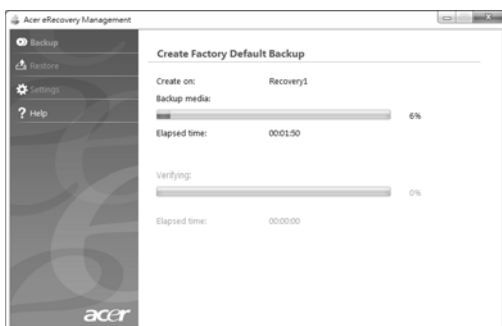 Acer eRecovery Management
Backup
Restore
Settings
Help
Create Factory Default Backup
Create on: Recovery1
Backup media:
6%
Elapsed time: 00:01:50
Verifying:
0%
Elapsed time: 00:00:00
acer